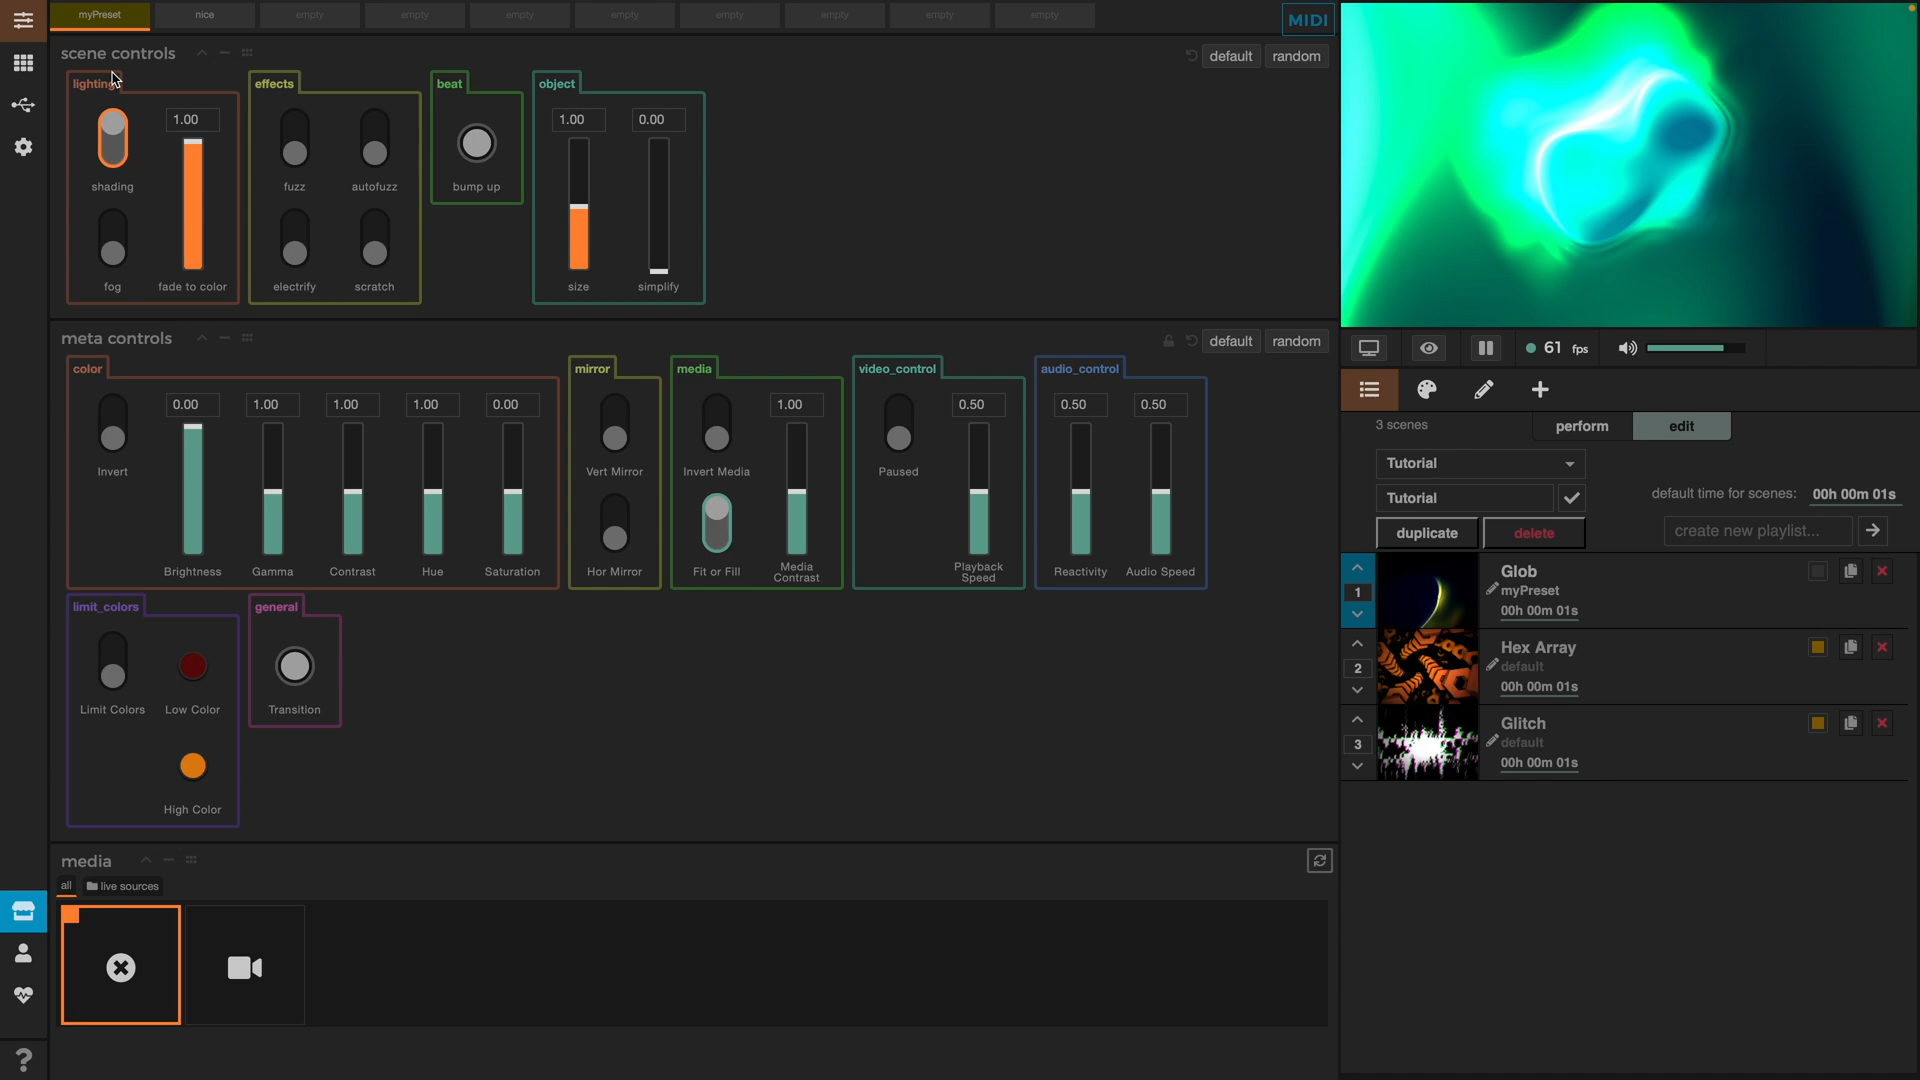 myPreset nice empty empty empty empty empty empty empty empty MIDI
scene controls default random
lighting effects beat object
1.00 1.00 0.00
shading fuzz autofuzz bump up
fog fade to color electrify scratch size simplify
meta controls default random
color mirror media video_control audio_control
0.00 1.00 1.00 1.00 0.00 1.00 0.50 0.50 0.50
Invert Vert Mirror Invert Media Paused
Brightness Gamma Contrast Hue Saturation Hor Mirror Fit or Fill Media Contrast Playback Speed Reactivity Audio Speed
limit_colors general
Limit Colors Low Color Transition
High Color
media
all live sources
61 fps
3 scenes perform edit
Tutorial
Tutorial default time for scenes: 00h 00m 01s
duplicate delete create new playlist...
1 Glob
myPreset
00h 00m 01s
2 Hex Array
default
00h 00m 01s
3 Glitch
default
00h 00m 01s